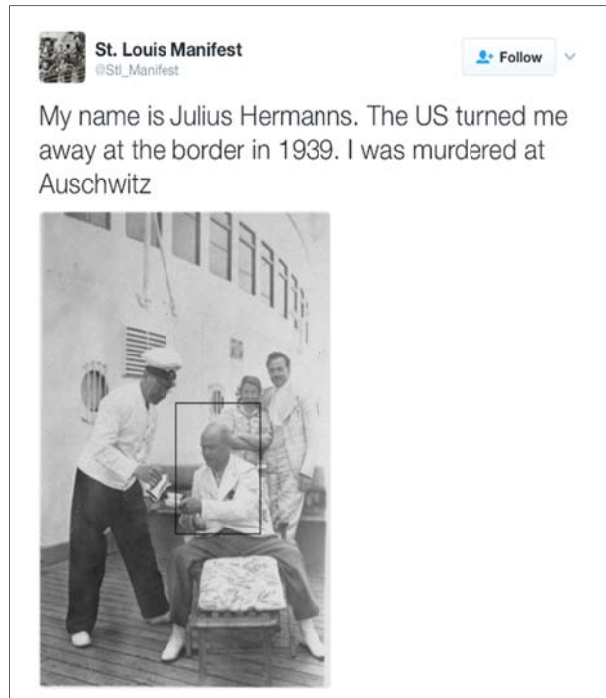 St. Louis Manifest
@Stl_Manifest
Follow
My name is Julius Hermanns. The US turned me
away at the border in 1939. I was murdered at
Auschwitz